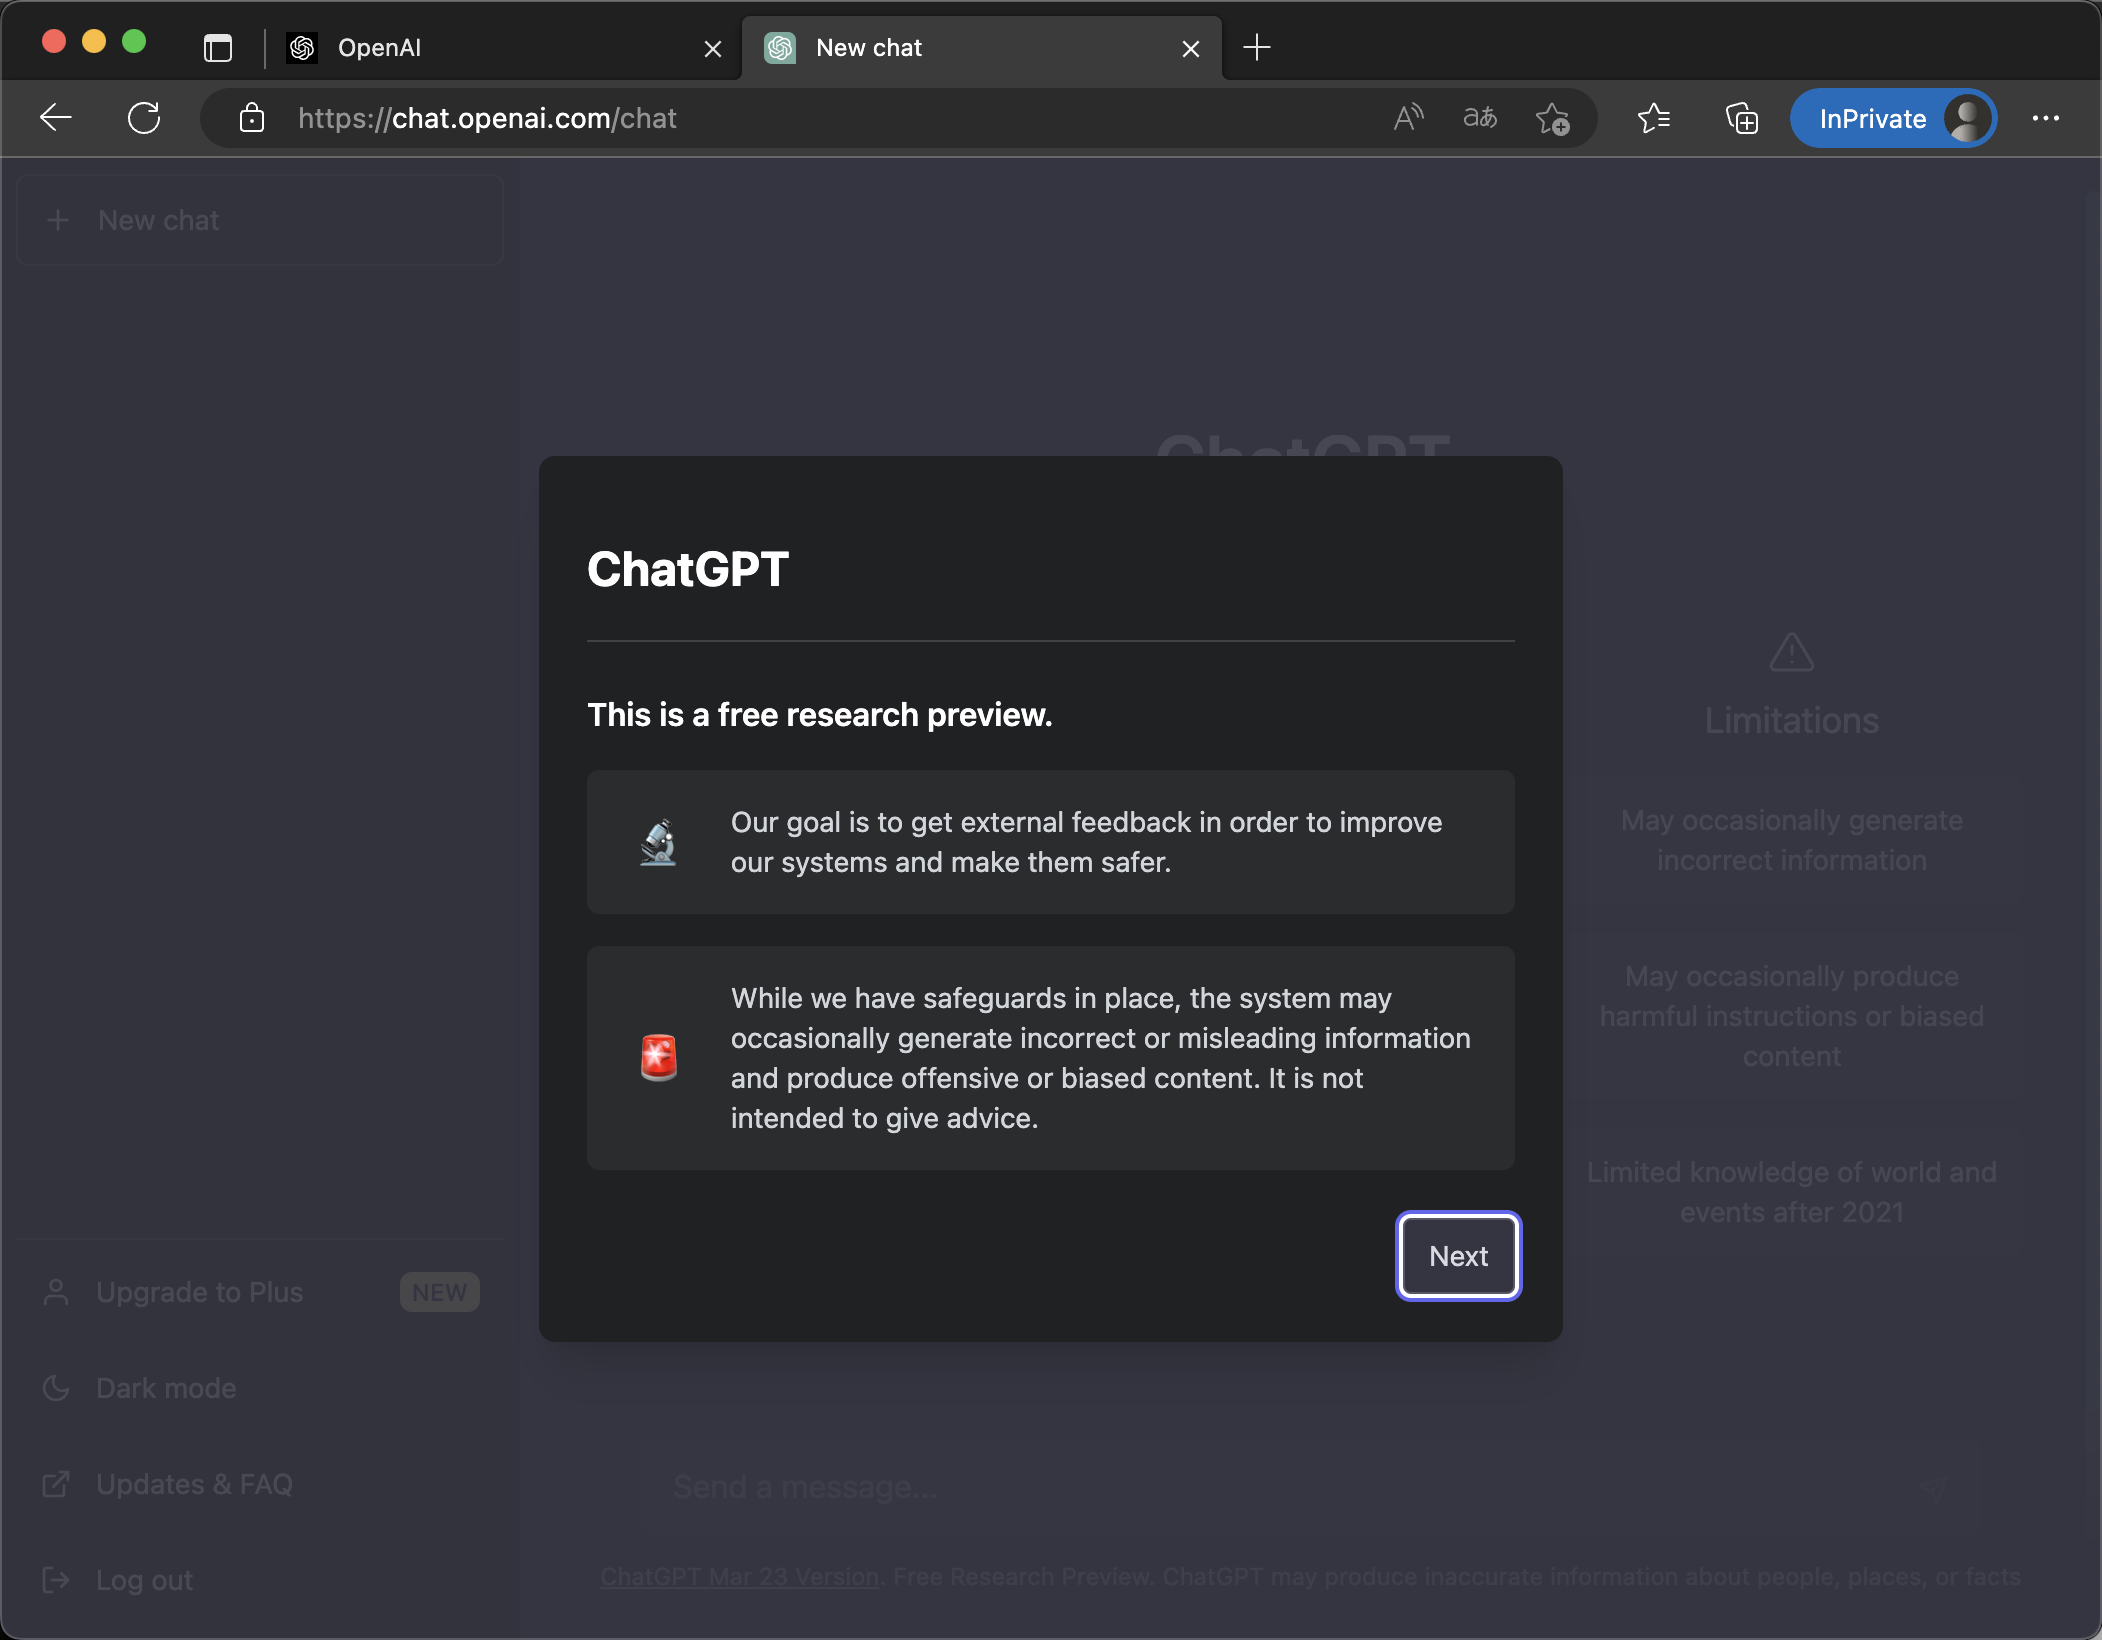 OpenAI
New chat
https://chat.openai.com/chat
A
aあ
InPrivate
New chat
ChatGPT
ChatGPT
This is a free research preview.
Our goal is to get external feedback in order to improve
our systems and make them safer.
While we have safeguards in place, the system may
occasionally generate incorrect or misleading information
and produce offensive or biased content. It is not
intended to give advice.
Next
Limitations
May occasionally generate
incorrect information
May occasionally produce
harmful instructions or biased
content
Limited knowledge of world and
events after 2021
Upgrade to Plus NEW
Dark mode
Updates & FAQ
Log out
Send a message...
ChatGPT Mar 23 Version. Free Research Preview. ChatGPT may produce inaccurate information about people, places, or facts